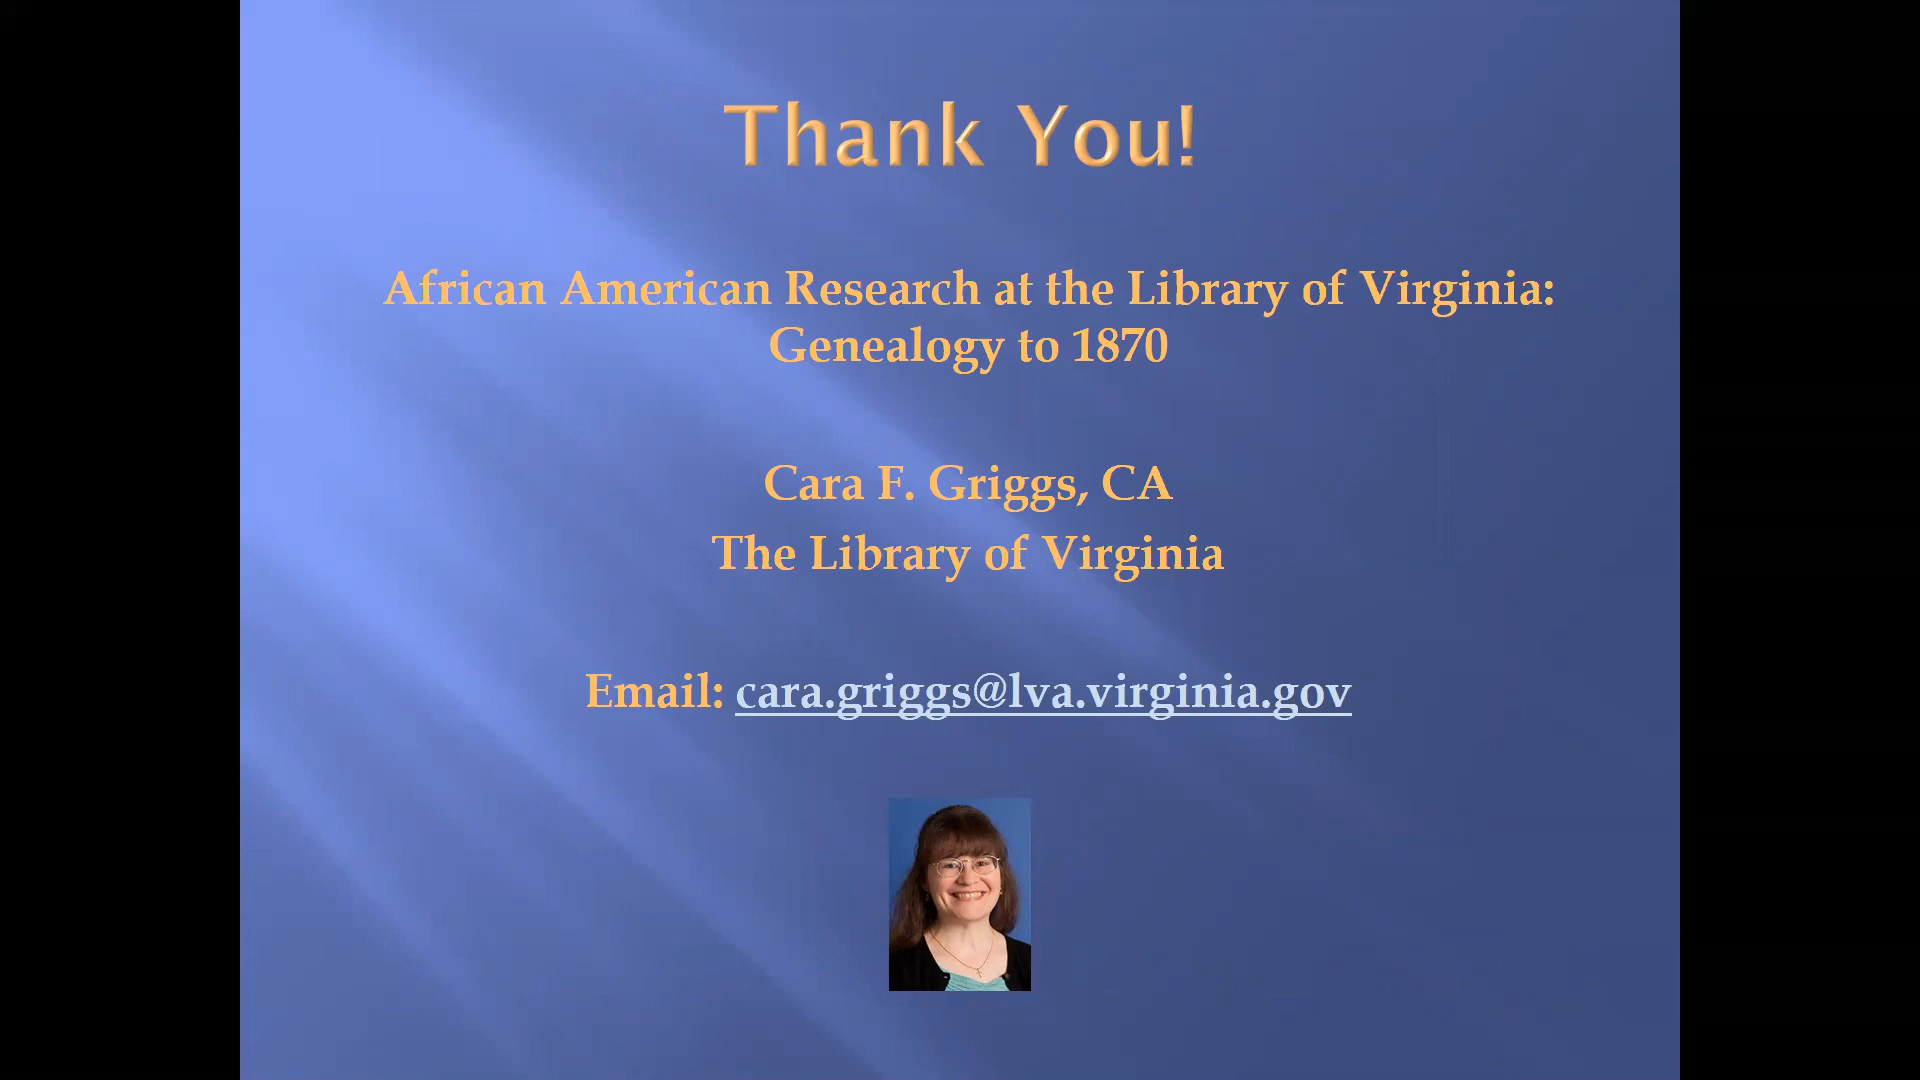 Thank You!
African American Research at the Library of Virginia:
Genealogy to 1870
Cara F. Griggs, CA
The Library of Virginia
Email: cara.griggs@lva.virginia.gov